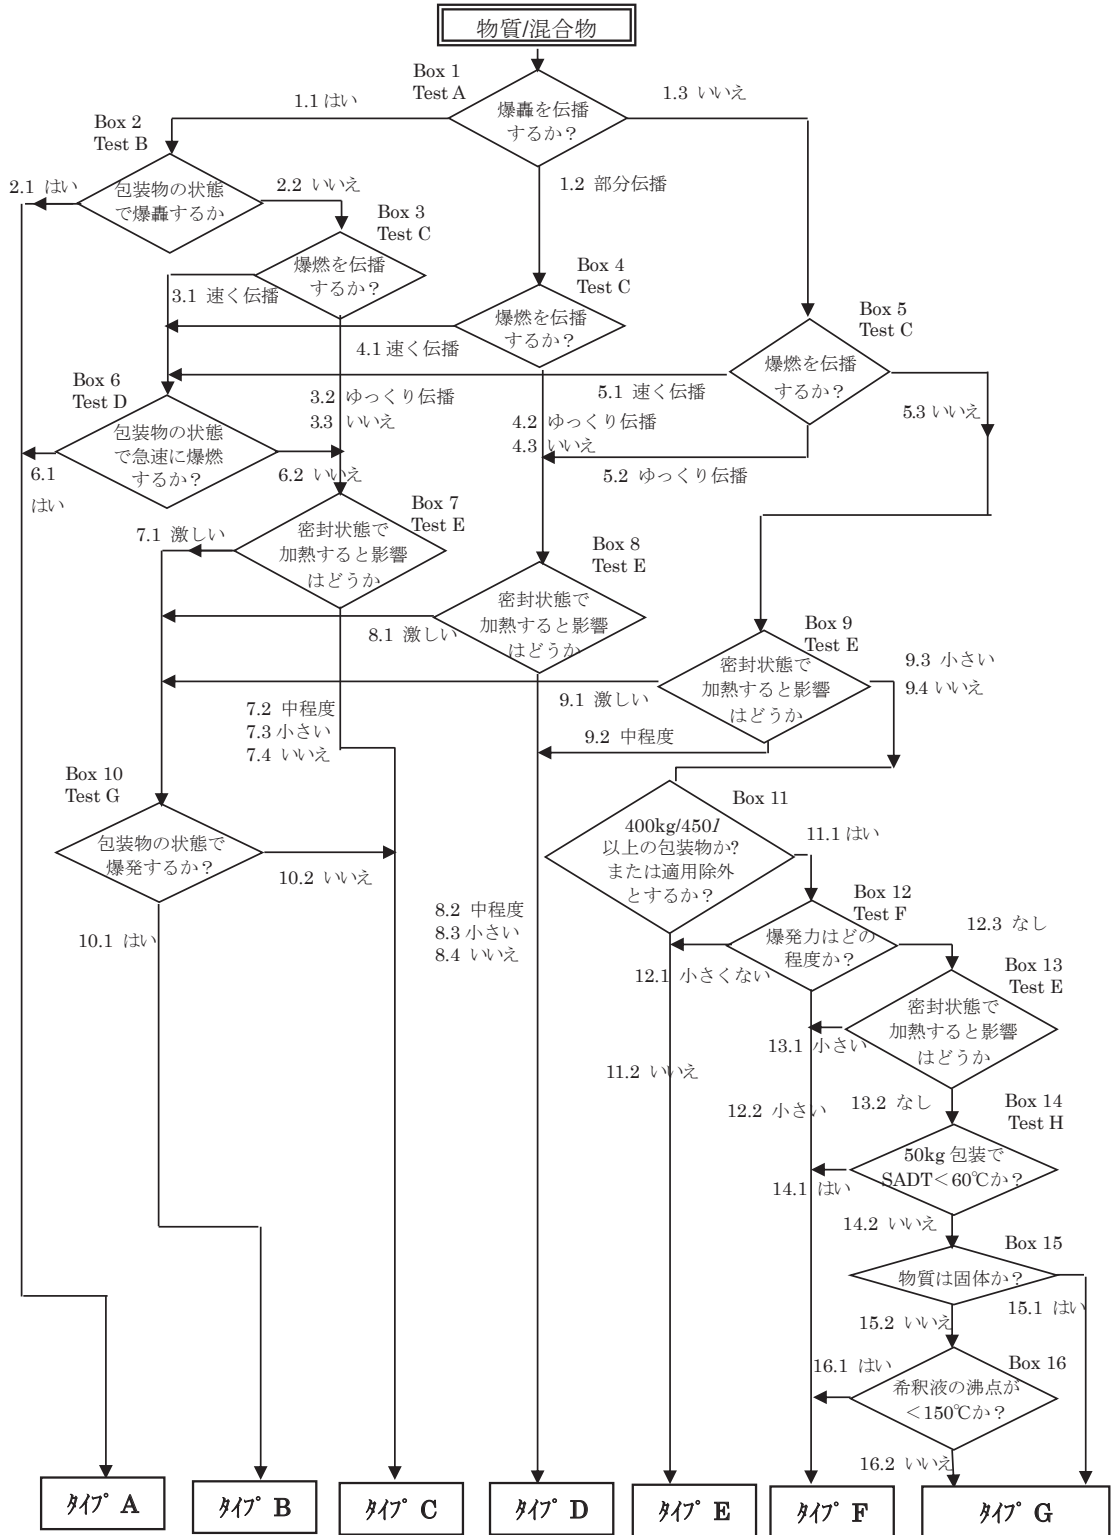 物質/混合物
Box 1
Test A
爆轟を伝播
するか？
1.1 はい
1.3 いいえ
1.2 部分伝播
Box 2
Test B
包装物の状態
で爆轟するか
2.1 はい
2.2 いいえ
Box 3
Test C
爆燃を伝播
するか？
3.1 速く伝播
Box 4
Test C
爆燃を伝播
するか？
4.1 速く伝播
Box 5
Test C
爆燃を伝播
するか？
5.1 速く伝播
5.3 いいえ
3.2 ゆっくり伝播
3.3 いいえ
4.2 ゆっくり伝播
4.3 いいえ
5.2 ゆっくり伝播
Box 6
Test D
包装物の状態
で急速に爆燃
するか？
6.1
はい
6.2 いいえ
Box 7
Test E
密封状態で
加熱すると影響
はどうか
7.1 激しい
Box 8
Test E
密封状態で
加熱すると影響
はどうか
8.1 激しい
Box 9
Test E
密封状態で
加熱すると影響
はどうか
9.1 激しい
9.2 中程度
9.3 小さい
9.4 いいえ
7.2 中程度
7.3 小さい
7.4 いいえ
Box 10
Test G
包装物の状態で
爆発するか？
10.1 はい
10.2 いいえ
8.2 中程度
8.3 小さい
8.4 いいえ
Box 11
400kg/450l
以上の包装物か?
または適用除外
とするか？
11.1 はい
11.2 いいえ
Box 12
Test F
爆発力はどの
程度か？
12.1 小さくない
12.3 なし
12.2 小さい
Box 13
Test E
密封状態で
加熱すると影響
はどうか
13.1 小さい
13.2 なし
Box 14
Test H
50kg 包装で
SADT＜60℃か？
14.1 はい
14.2 いいえ
Box 15
物質は固体か？
15.1 はい
15.2 いいえ
Box 16
希釈液の沸点が
＜150℃か？
16.1 はい
16.2 いいえ
ﾀｲﾌﾟ A
ﾀｲﾌﾟ B
ﾀｲﾌﾟ C
ﾀｲﾌﾟ D
ﾀｲﾌﾟ E
ﾀｲﾌﾟ F
ﾀｲﾌﾟ G